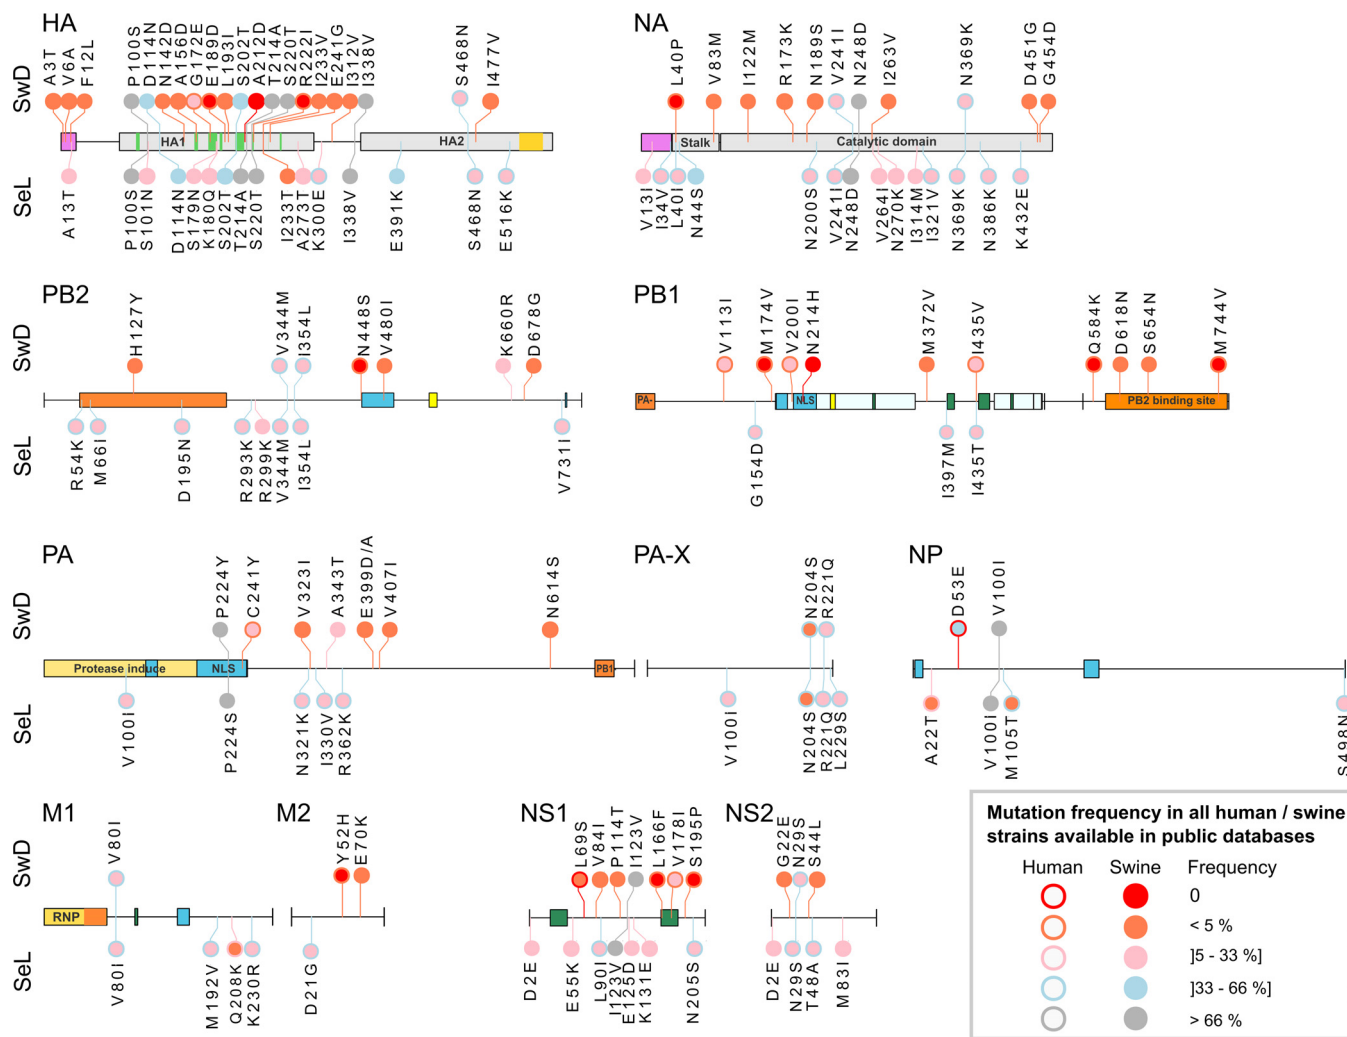 HA
NA
SwD
A3T
V6A
F12L
P100S
D114N
N142D
A156D
G172E
E189D
L193I
S202T
A212D
T214A
S220T
R222I
I233V
E241G
I312V
I338V
S468N
I477V
L40P
V83M
I122M
R173K
N189S
V241I
N248D
I263V
N369K
D451G
G454D
HA1
HA2
Stalk
Catalytic domain
SeL
A13T
P100S
S101N
D114N
S179N
K180Q
S202T
T214A
S220T
I233T
A273T
K300E
I338V
E391K
S468N
E516K
V13I
I34V
L40I
N44S
N200S
V241I
N248D
V264I
N270K
I314M
I321V
N369K
N386K
K432E
PB2
PB1
SwD
H127Y
V344M
I354L
N448S
V480I
K660R
D678G
V113I
M174V
V200I
N214H
M372V
I435V
Q584K
D618N
S654N
M744V
PA-
NLS
PB2 binding site
SeL
R54K
M66I
D195N
R293K
R299K
V344M
I354L
V731I
G154D
I397M
I435T
PA
PA-X
NP
SwD
P224Y
C241Y
V323I
A343T
E399D/A
V407I
N614S
N204S
R221Q
D53E
V100I
Protease induce
NLS
PB1
SeL
V100I
P224S
N321K
I330V
R362K
V100I
N204S
R221Q
L229S
A22T
V100I
M105T
S498N
M1
M2
NS1
NS2
SwD
V80I
Y52H
E70K
L69S
V84I
P114T
I123V
L166F
V178I
S195P
G22E
N29S
S44L
RNP
SeL
V80I
M192V
Q208K
K230R
D21G
D2E
E55K
L90I
I123V
E125D
K131E
N205S
D2E
N29S
T48A
M83I
Mutation frequency in all human / swine
strains available in public databases
Human Swine Frequency
0
< 5 %
]5 - 33 %]
]33 - 66 %]
> 66 %